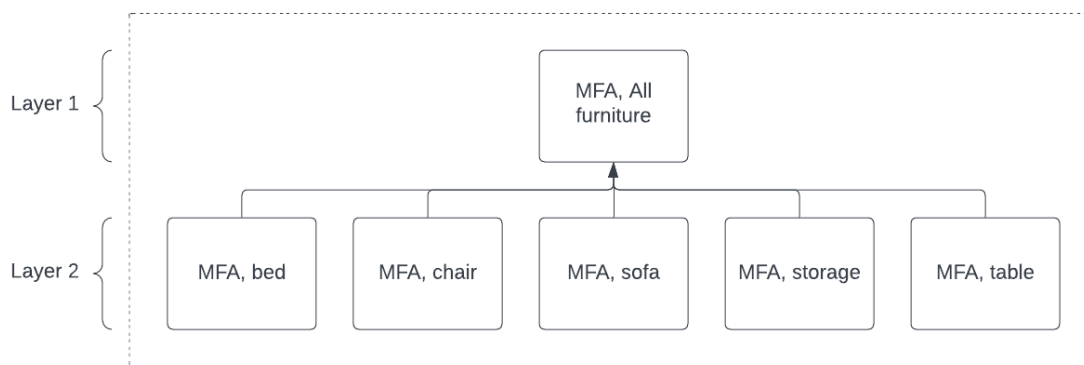 Layer 1
MFA, All
furniture
Layer 2
MFA, bed
MFA, chair
MFA, sofa
MFA, storage
MFA, table